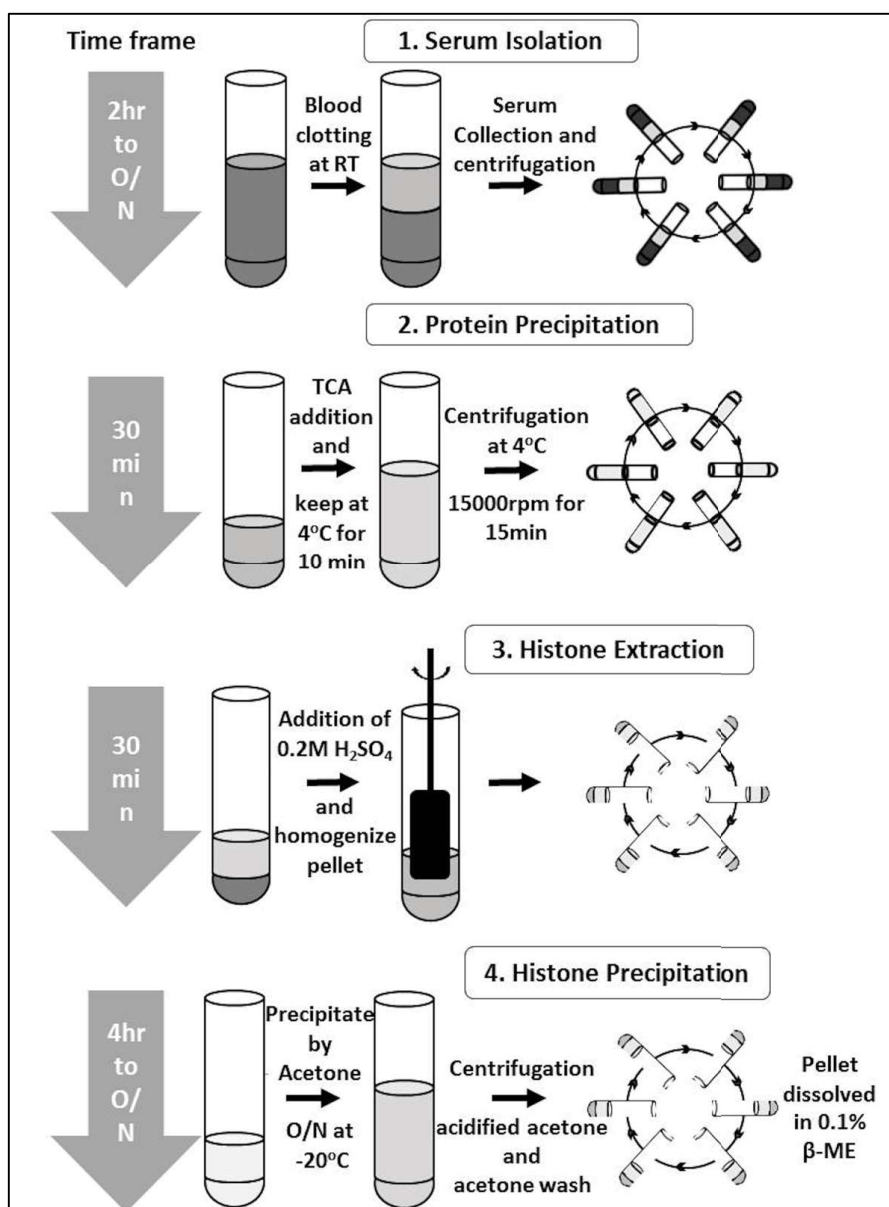 Time frame
1. Serum Isolation
2hr
to
O/
N
Blood
clotting
at RT
Serum
Collection and
centrifugation
2. Protein Precipitation
30
mi
n
TCA
addition
and
keep at
4°C for
10 min
Centrifugation
at 4°C
15000rpm for
15min
3. Histone Extraction
30
mi
n
Addition of
0.2M H₂SO₄
and
homogenize
pellet
4. Histone Precipitation
4hr
to
O/
N
Precipitate
by
Acetone
O/N at
-20°C
Centrifugation
acidified acetone
and
acetone wash
Pellet
dissolved
in 0.1%
β-ME